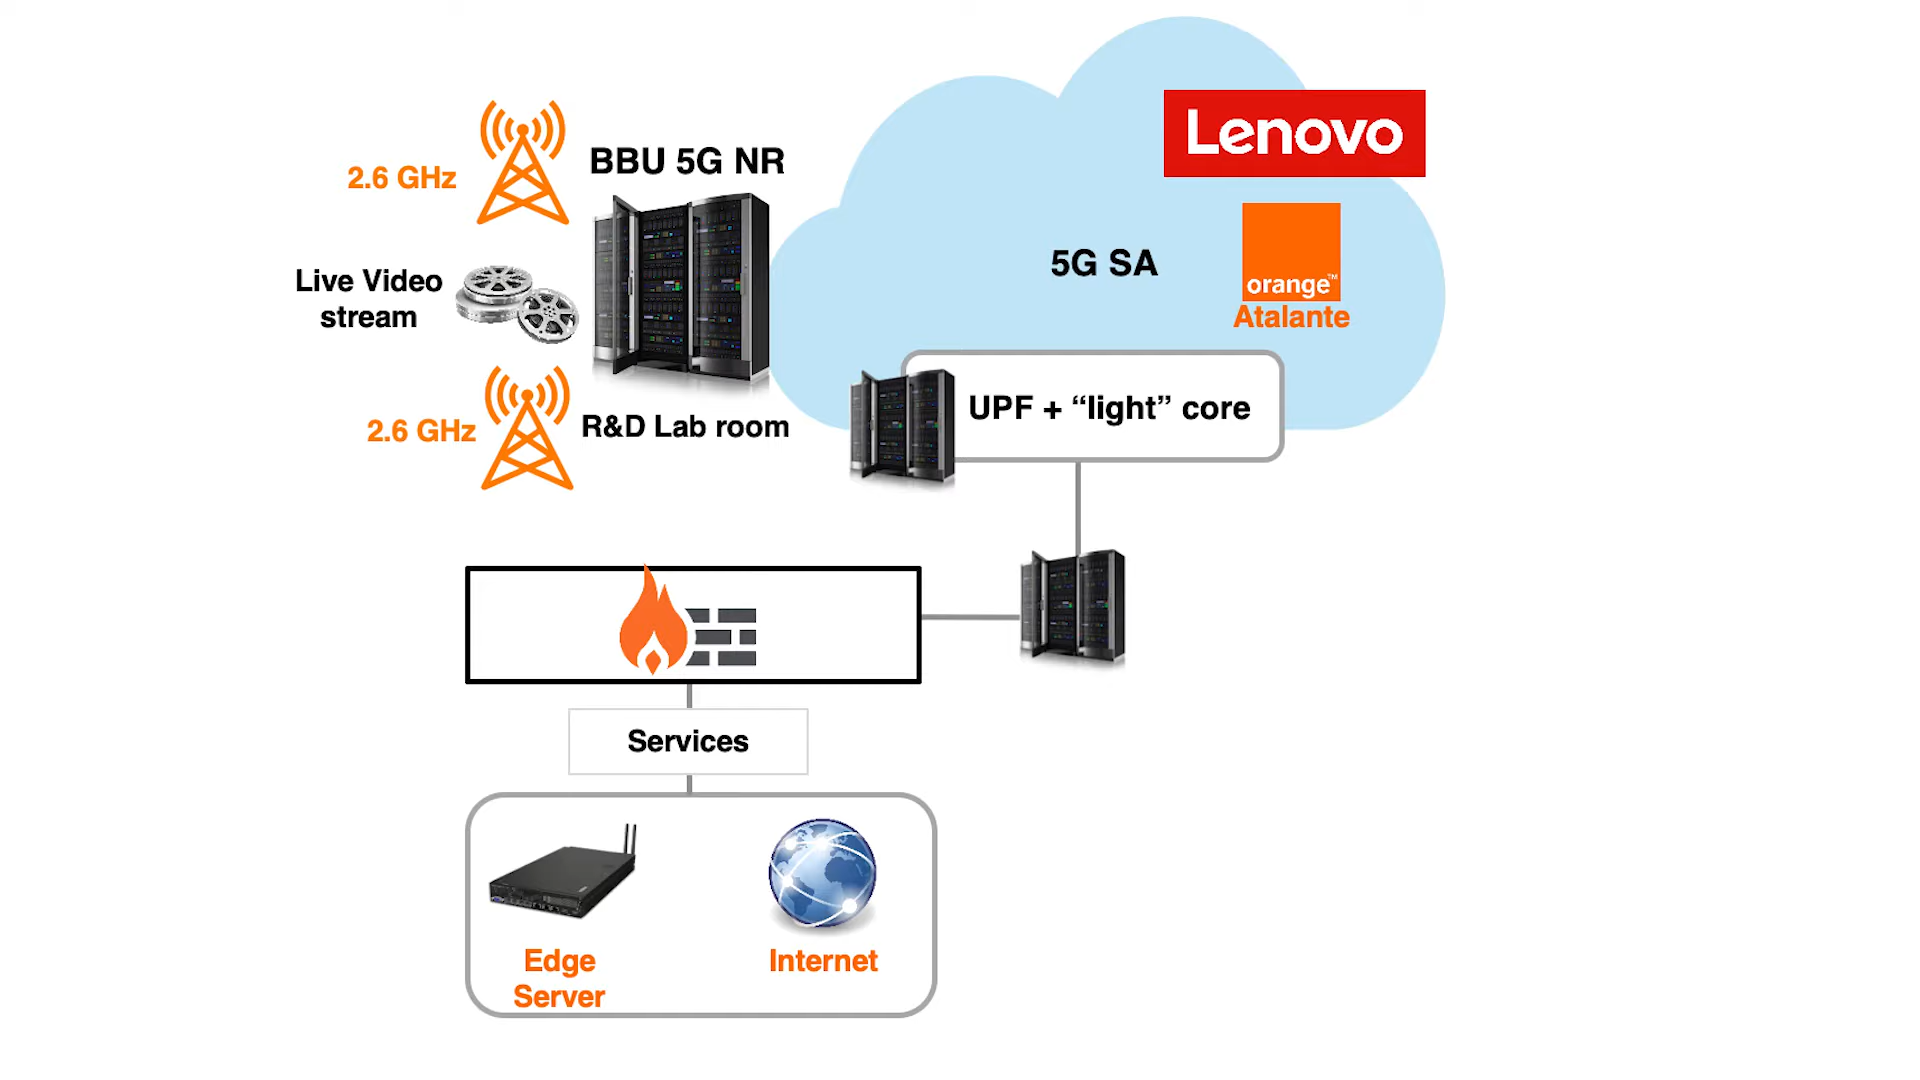 Lenovo
BBU 5G NR
2.6 GHz
5G SA
orange™
Atalante
Live Video
stream
UPF + “light” core
2.6 GHz
R&D Lab room
Services
Edge
Server
Internet